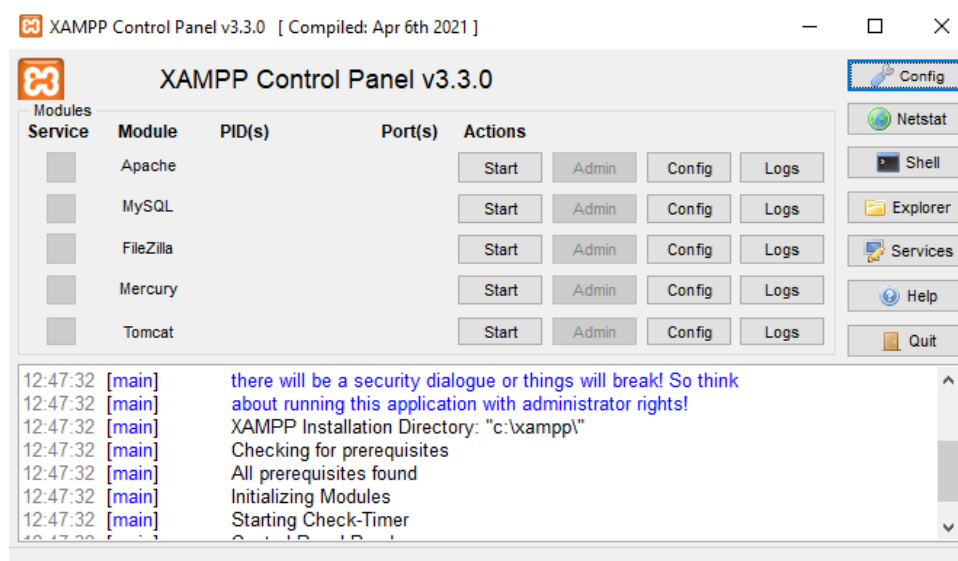 XAMPP Control Panel v3.3.0 [ Compiled: Apr 6th 2021 ]
XAMPP Control Panel v3.3.0
Config
Modules
Service Module PID(s) Port(s) Actions
Netstat
Apache Start Admin Config Logs
Shell
MySQL Start Admin Config Logs
Explorer
FileZilla Start Admin Config Logs
Services
Mercury Start Admin Config Logs
Help
Tomcat Start Admin Config Logs
Quit
12:47:32 [main] there will be a security dialogue or things will break! So think
12:47:32 [main] about running this application with administrator rights!
12:47:32 [main] XAMPP Installation Directory: "c:\xampp\"
12:47:32 [main] Checking for prerequisites
12:47:32 [main] All prerequisites found
12:47:32 [main] Initializing Modules
12:47:32 [main] Starting Check-Timer